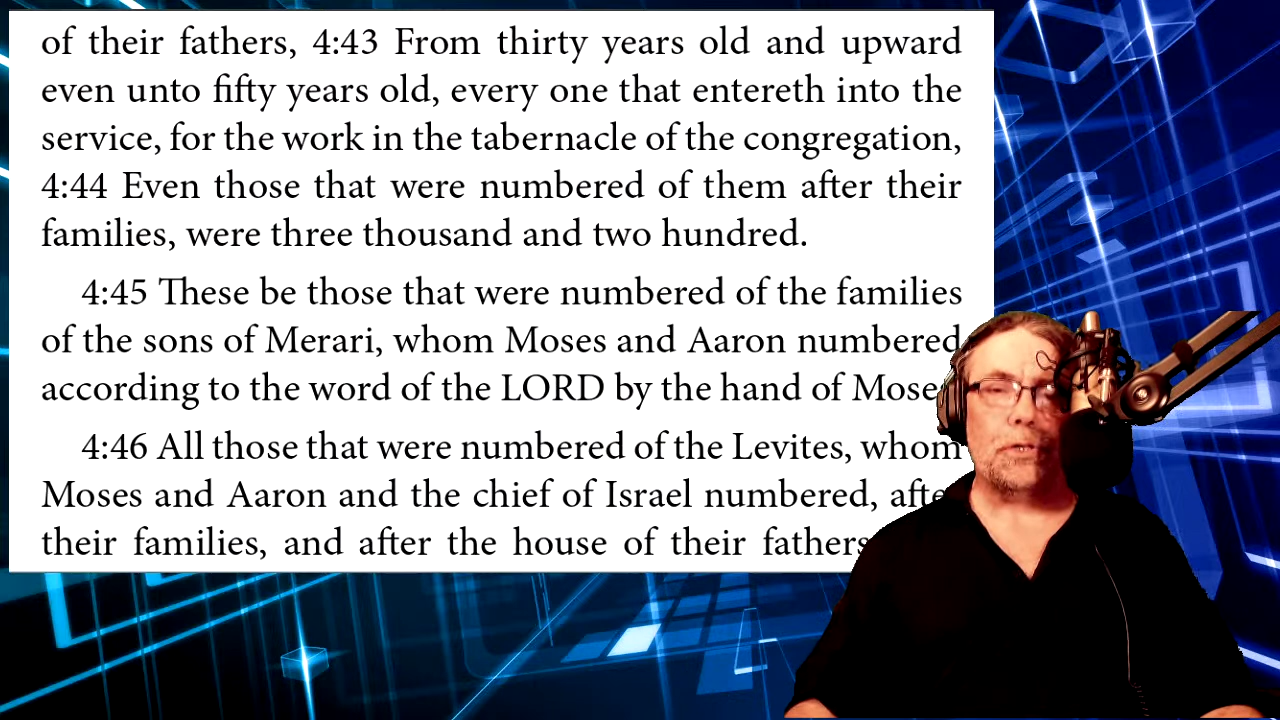 of their fathers, 4:43 From thirty years old and upward
even unto fifty years old, every one that entereth into the
service, for the work in the tabernacle of the congregation,
4:44 Even those that were numbered of them after their
families, were three thousand and two hundred.
4:45 These be those that were numbered of the families
of the sons of Merari, whom Moses and Aaron numbered
according to the word of the LORD by the hand of Mose
4:46 All those that were numbered of the Levites, whom
Moses and Aaron and the chief of Israel numbered, afte
their families, and after the house of their fathers